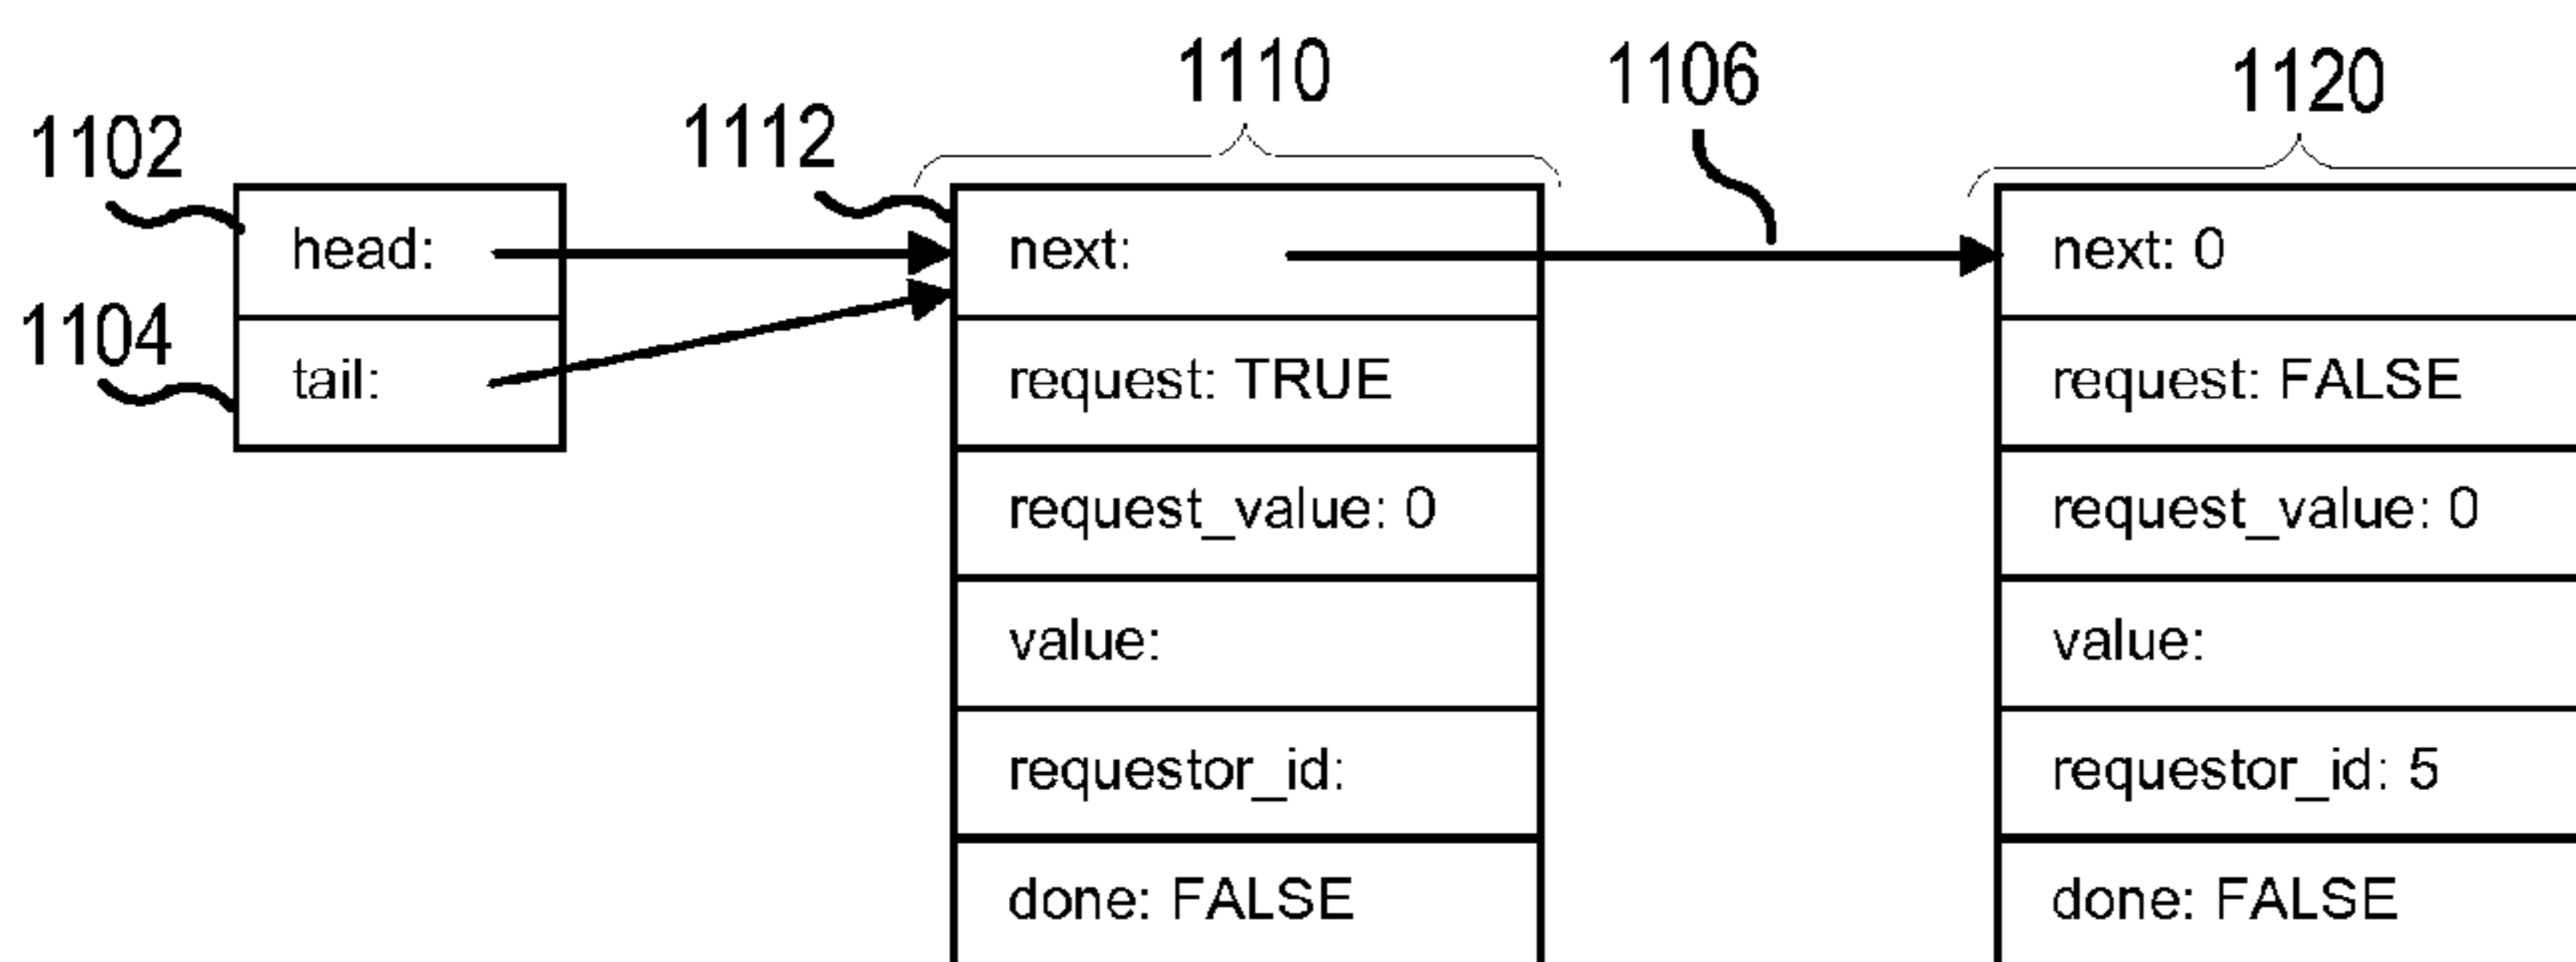 1110
1106
1120
1102
1112
head:
next:
next: 0
1104
tail:
request: TRUE
request: FALSE
request_value: 0
request_value: 0
value:
value:
requestor_id:
requestor_id: 5
done: FALSE
done: FALSE